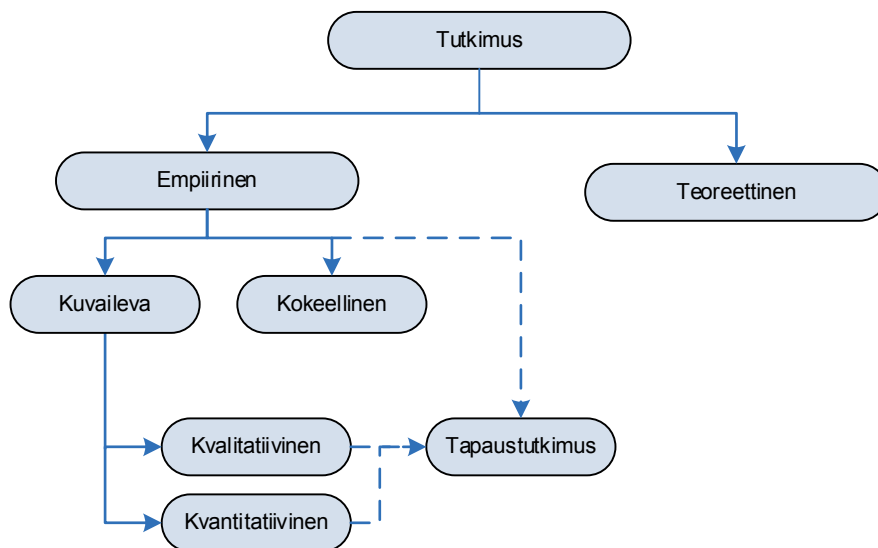 Tutkimus
Empiirinen
Teoreettinen
Kuvaileva
Kokeellinen
Kvalitatiivinen
Tapaustutkimus
Kvantitatiivinen